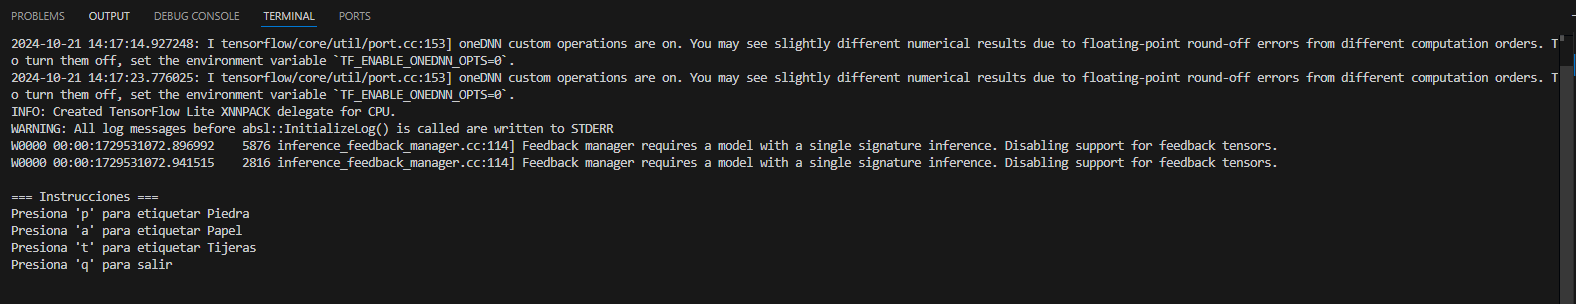 PROBLEMS OUTPUT DEBUG CONSOLE TERMINAL PORTS
2024-10-21 14:17:14.927248: I tensorflow/core/util/port.cc:153] oneDNN custom operations are on. You may see slightly different numerical results due to floating-point round-off errors from different computation orders. T
o turn them off, set the environment variable `TF_ENABLE_ONEDNN_OPTS=0`.
2024-10-21 14:17:23.776025: I tensorflow/core/util/port.cc:153] oneDNN custom operations are on. You may see slightly different numerical results due to floating-point round-off errors from different computation orders. T
o turn them off, set the environment variable `TF_ENABLE_ONEDNN_OPTS=0`.
INFO: Created TensorFlow Lite XNNPACK delegate for CPU.
WARNING: All log messages before absl::InitializeLog() is called are written to STDERR
W0000 00:00:1729531072.896992    5876 inference_feedback_manager.cc:114] Feedback manager requires a model with a single signature inference. Disabling support for feedback tensors.
W0000 00:00:1729531072.941515    2816 inference_feedback_manager.cc:114] Feedback manager requires a model with a single signature inference. Disabling support for feedback tensors.
=== Instrucciones ===
Presiona 'p' para etiquetar Piedra
Presiona 'a' para etiquetar Papel
Presiona 't' para etiquetar Tijeras
Presiona 'q' para salir